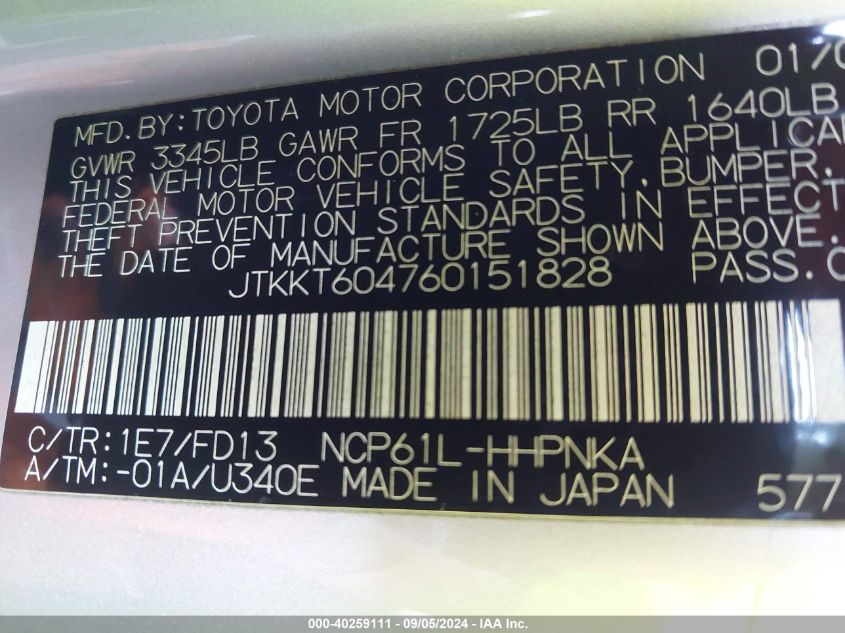 MFD. BY: TOYOTA MOTOR CORPORATION 01/0
GVWR 3345LB GAWR FR 1725LB RR 1640LB
THIS VEHICLE CONFORMS TO ALL APPLICA
FEDERAL MOTOR VEHICLE SAFETY, BUMPER,
THEFT PREVENTION STANDARDS IN EFFECT
THE DATE OF MANUFACTURE SHOWN ABOVE.
JTKKT604760151828 PASS. C
C/TR: 1E7/FD13 NCP61L-HHPNKA
A/TM: -01A/U340E MADE IN JAPAN 577
000-40259111 - 09/05/2024 - IAA Inc.